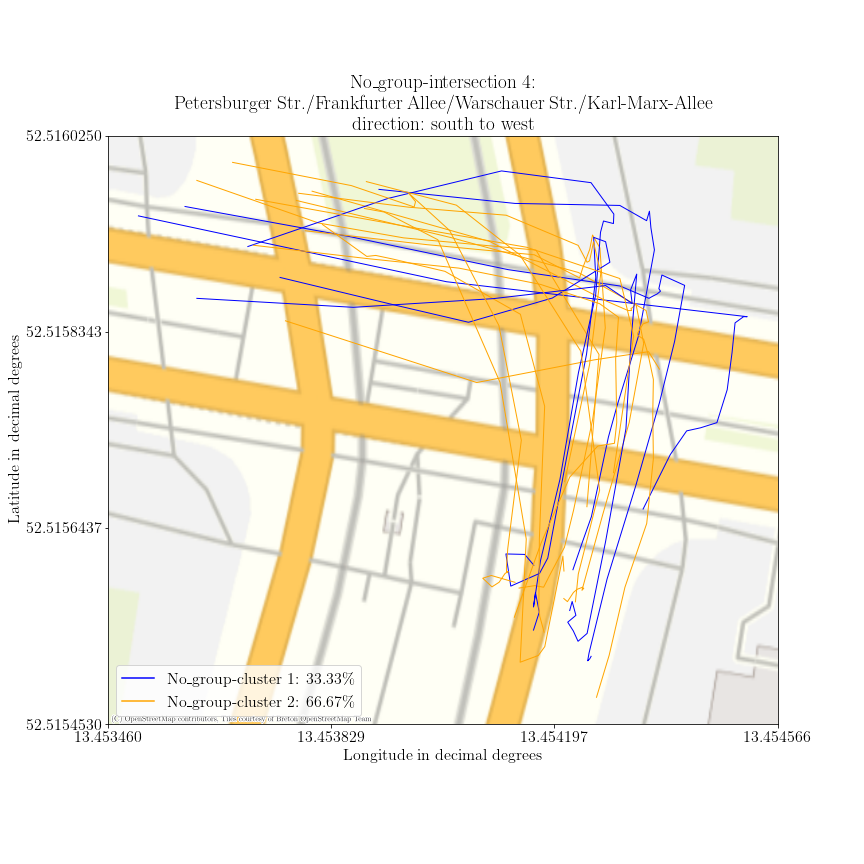 No_group-intersection 4:
Petersburger Str./Frankfurter Allee/Warschauer Str./Karl-Marx-Allee
direction: south to west
52.5160250
52.5158343
52.5156437
52.5154530
Latitude in decimal degrees
No_group-cluster 1: 33.33%
No_group-cluster 2: 66.67%
(C) OpenStreetMap contributors, Tiles courtesy of Breton OpenStreetMap Team
13.453460
13.453829
13.454197
13.454566
Longitude in decimal degrees